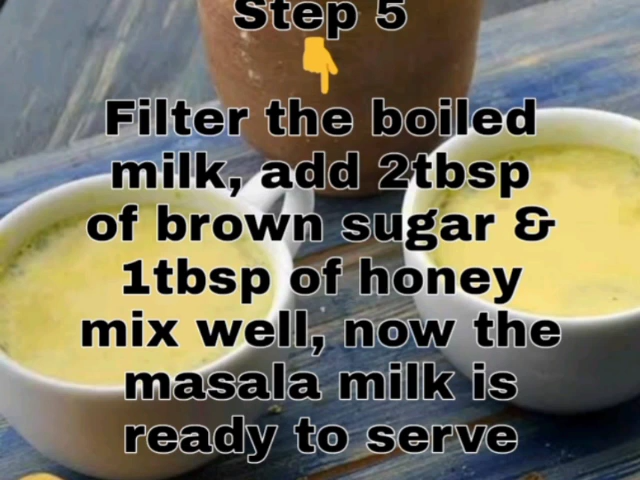 Step 5
👇
Filter the boiled
milk, add 2tbsp
of brown sugar &
1tbsp of honey
mix well, now the
masala milk is
ready to serve